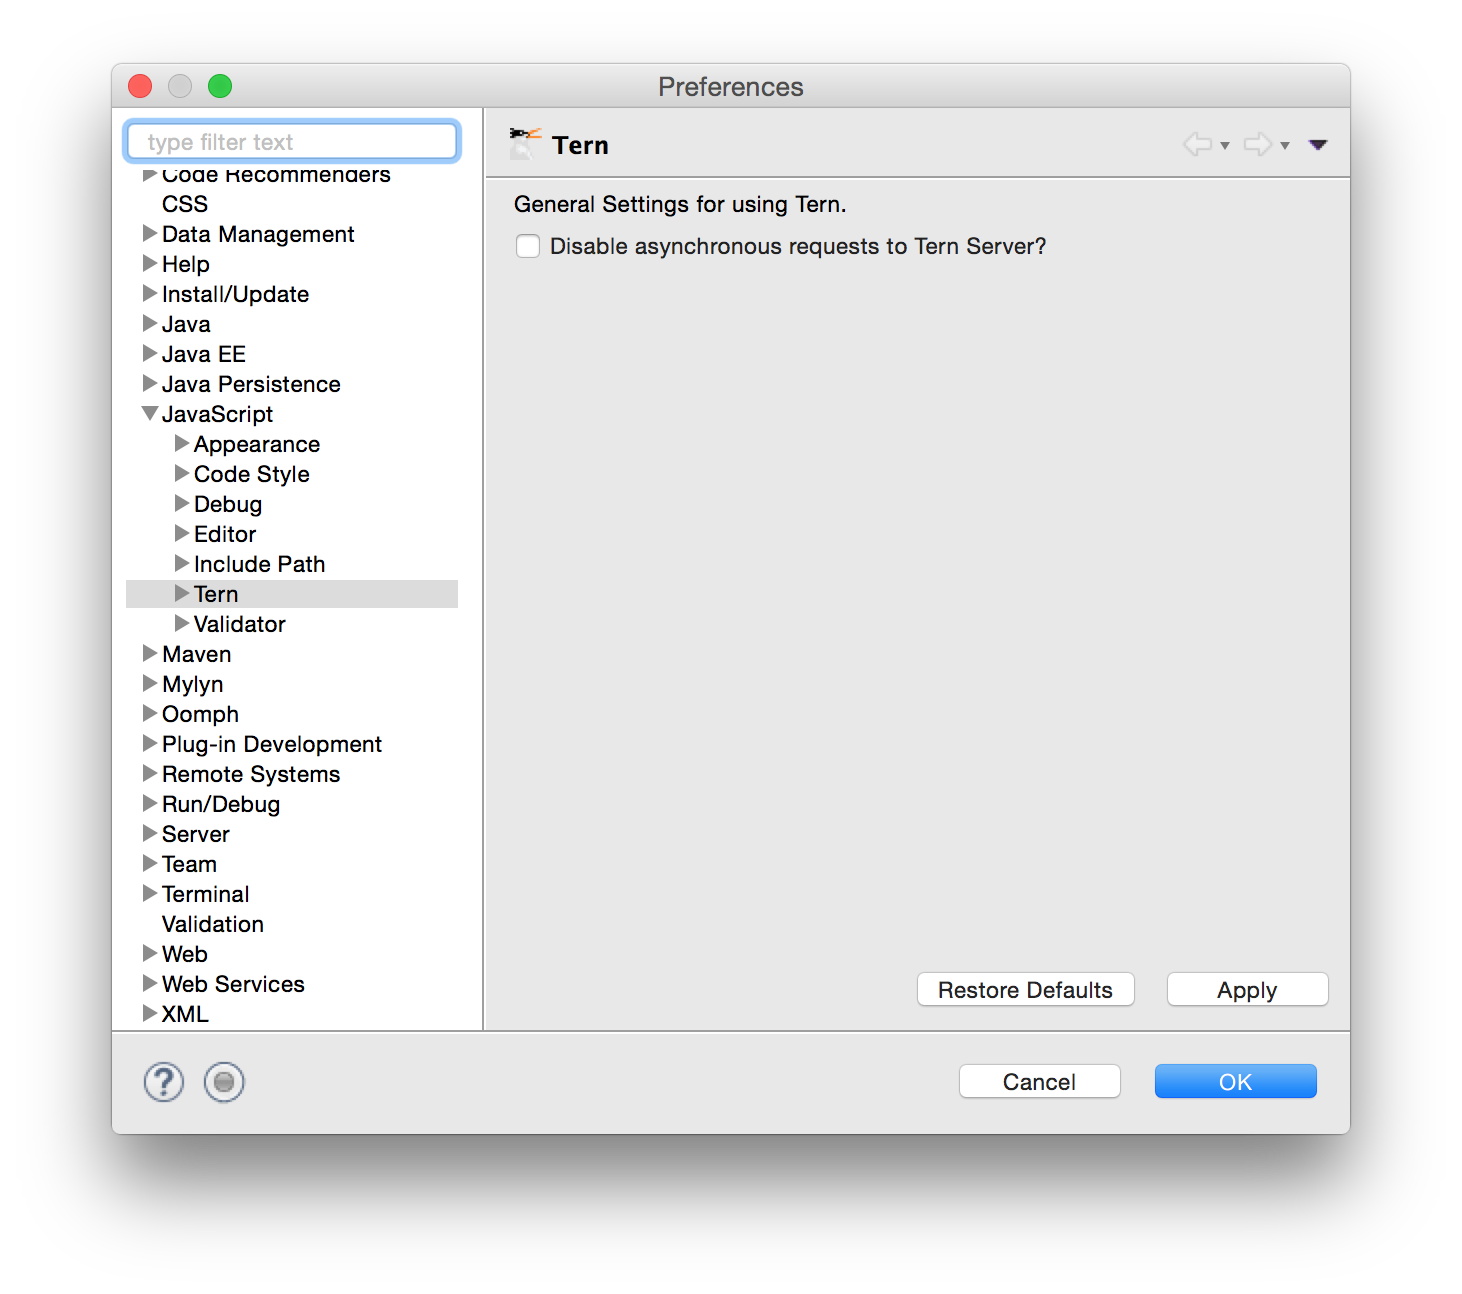 Preferences
type filter text
Code Recommenders
CSS
Data Management
Help
Install/Update
Java
Java EE
Java Persistence
JavaScript
Appearance
Code Style
Debug
Editor
Include Path
Tern
Validator
Maven
Mylyn
Oomph
Plug-in Development
Remote Systems
Run/Debug
Server
Team
Terminal
Validation
Web
Web Services
XML
Tern
General Settings for using Tern.
Disable asynchronous requests to Tern Server?
Restore Defaults
Apply
?
Cancel
OK